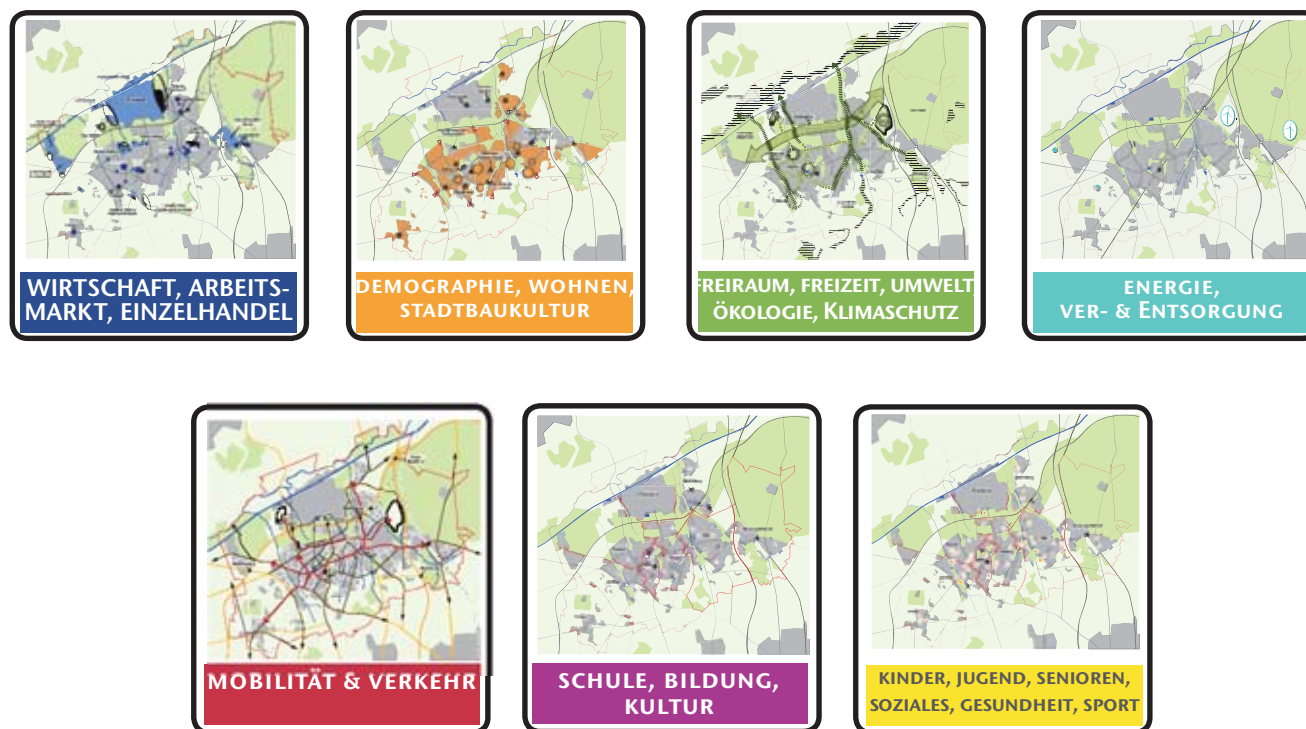 WIRTSCHAFT, ARBEITS-
MARKT, EINZELHANDEL
DEMOGRAPHIE, WOHNEN,
STADTBAUKULTUR
FREIRAUM, FREIZEIT, UMWELT,
ÖKOLOGIE, KLIMASCHUTZ
ENERGIE,
VER- & ENTSORGUNG
MOBILITÄT & VERKEHR
SCHULE, BILDUNG,
KULTUR
KINDER, JUGEND, SENIOREN,
SOZIALES, GESUNDHEIT, SPORT